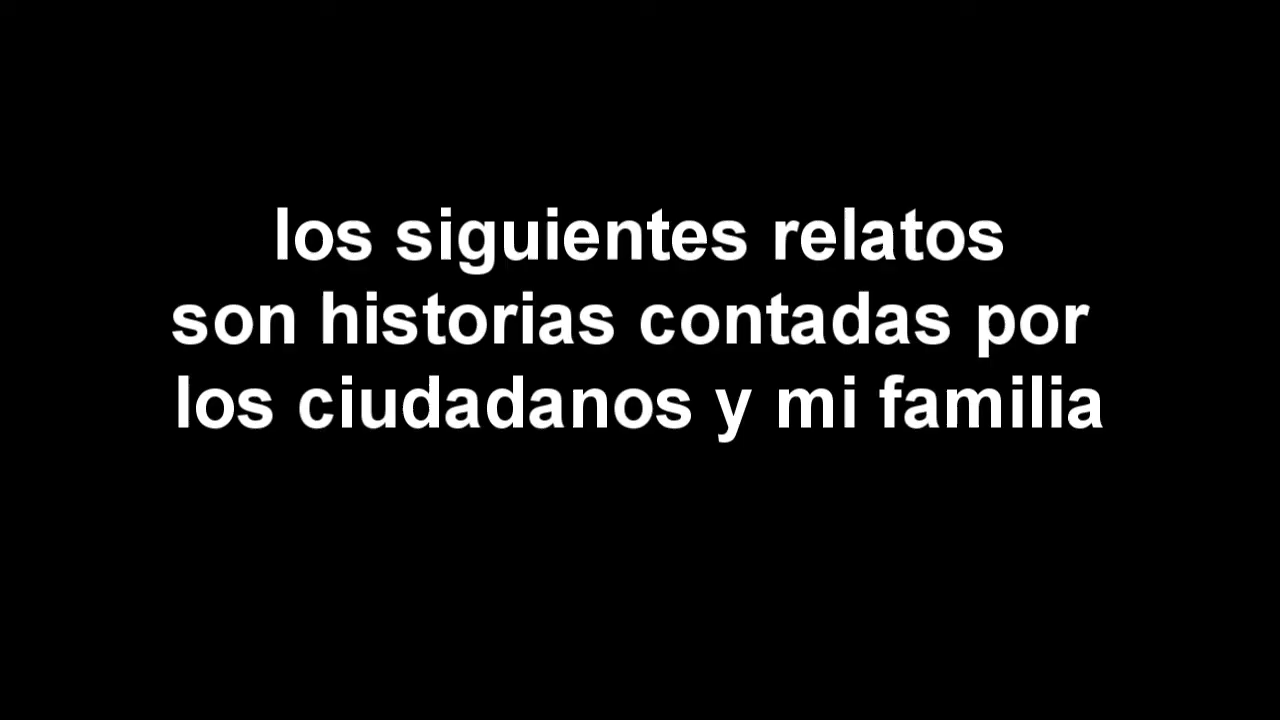 los siguientes relatos
son historias contadas por
los ciudadanos y mi familia